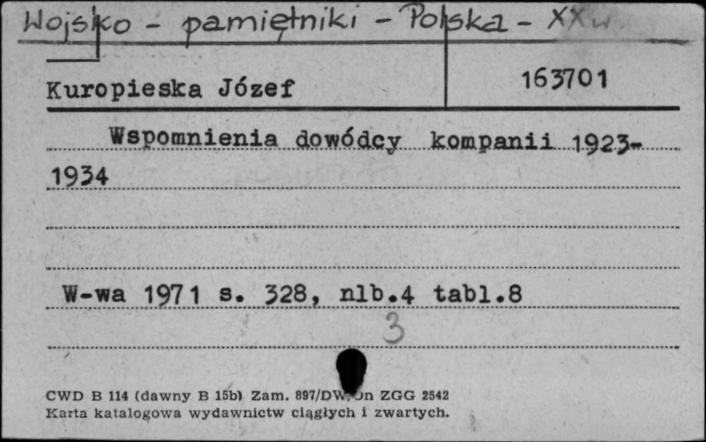 Wojsko - pamiętniki - Polska - XX w.
Kuropieska Józef 163701
Wspomnienia dowódcy kompanii 1923-
1934
W-wa 1971 s. 328, nlb.4 tabl.8
3
CWD B 114 (dawny B 15b) Zam. 897/DW/On ZGG 2542
Karta katalogowa wydawnictw ciągłych i zwartych.